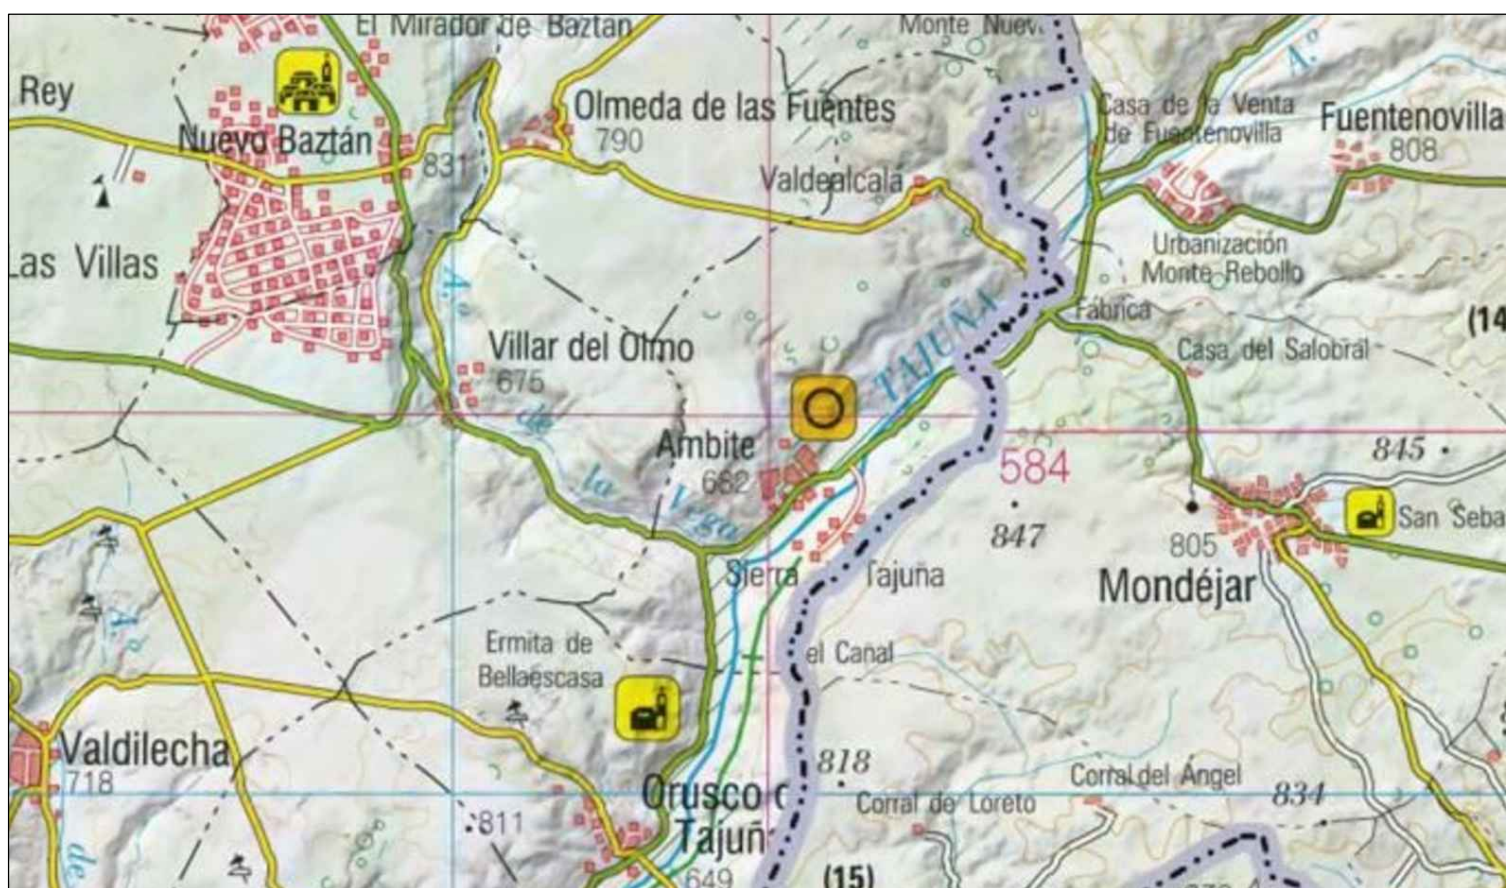 El Mirador de Baztán
Monte Nuev
A.º
Rey
Casa de la Venta
de Fuentenovilla
Fuentenovilla
808
Olmeda de las Fuentes
790
Nuevo Baztán
831
Valdealcalá
Las Villas
Urbanización
Monte Rebollo
A.º
TAJUÑA
Fábrica
(14
Villar del Olmo
675
Casa del Salobral
de
Ambite
682
la
Vega
584
845
847
San Seba
805
Mondéjar
Sierra
Tajuña
A.º
Ermita de
Bellaescasa
el Canal
Valdilecha
718
818
Corral del Ángel
834
Orusco d
Tajuñ
Corral de Loreto
811
de
649
(15)